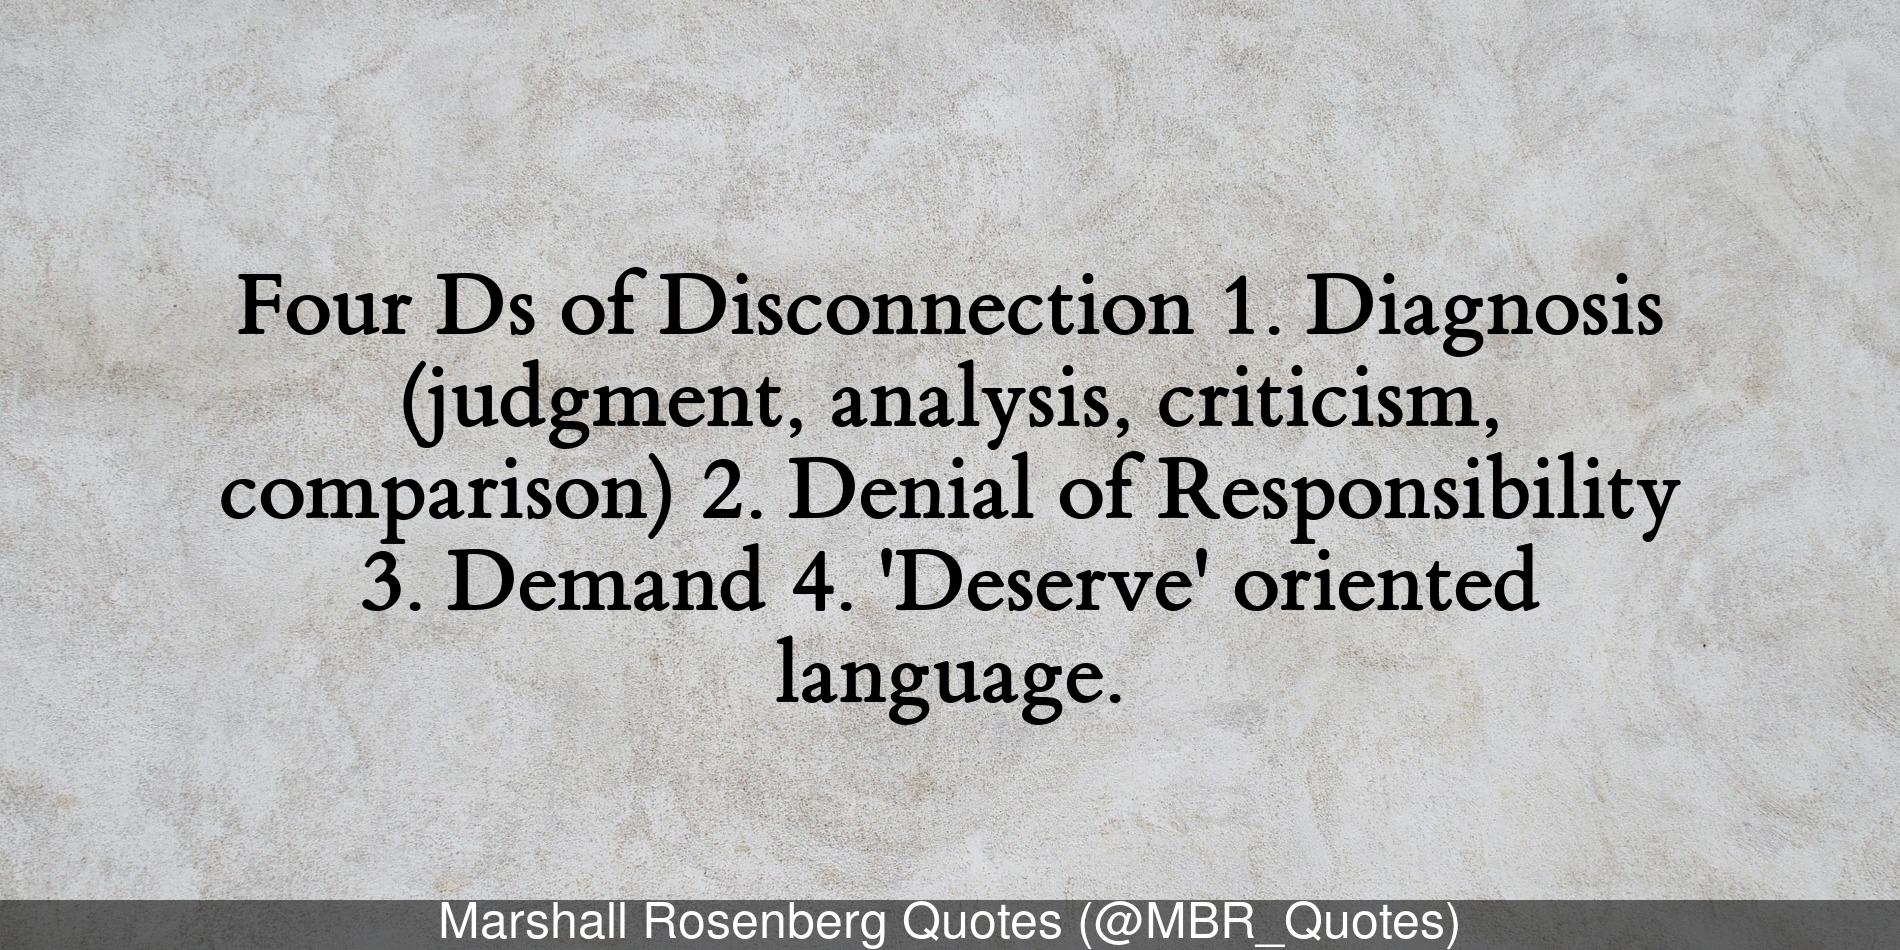 Four Ds of Disconnection 1. Diagnosis
(judgment, analysis, criticism,
comparison) 2. Denial of Responsibility
3. Demand 4. 'Deserve' oriented
language.
Marshall Rosenberg Quotes (@MBR_Quotes)